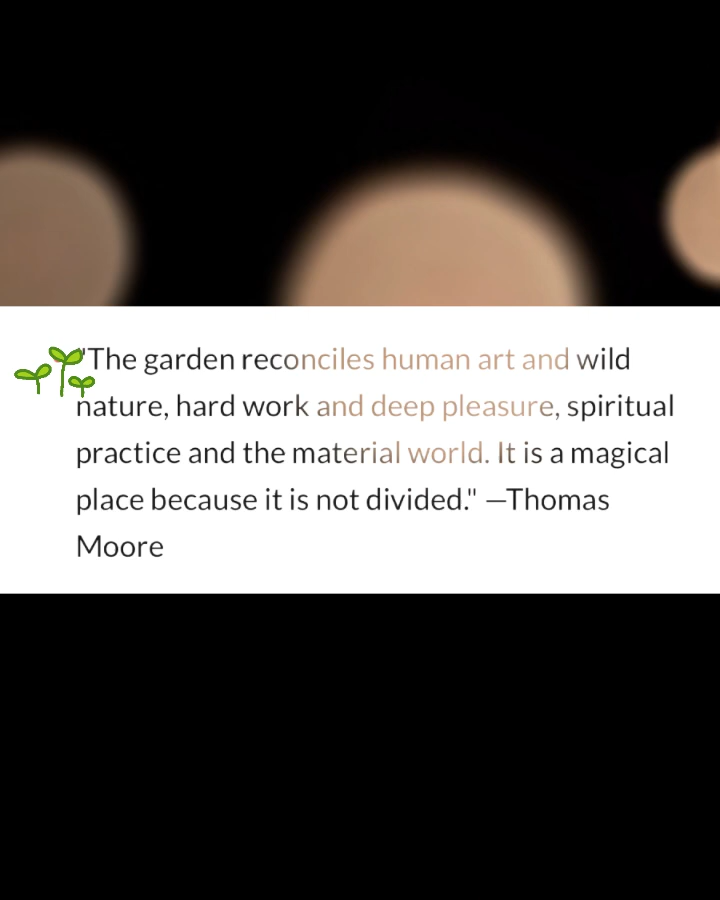 "The garden reconciles human art and wild
nature, hard work and deep pleasure, spiritual
practice and the material world. It is a magical
place because it is not divided." —Thomas
Moore